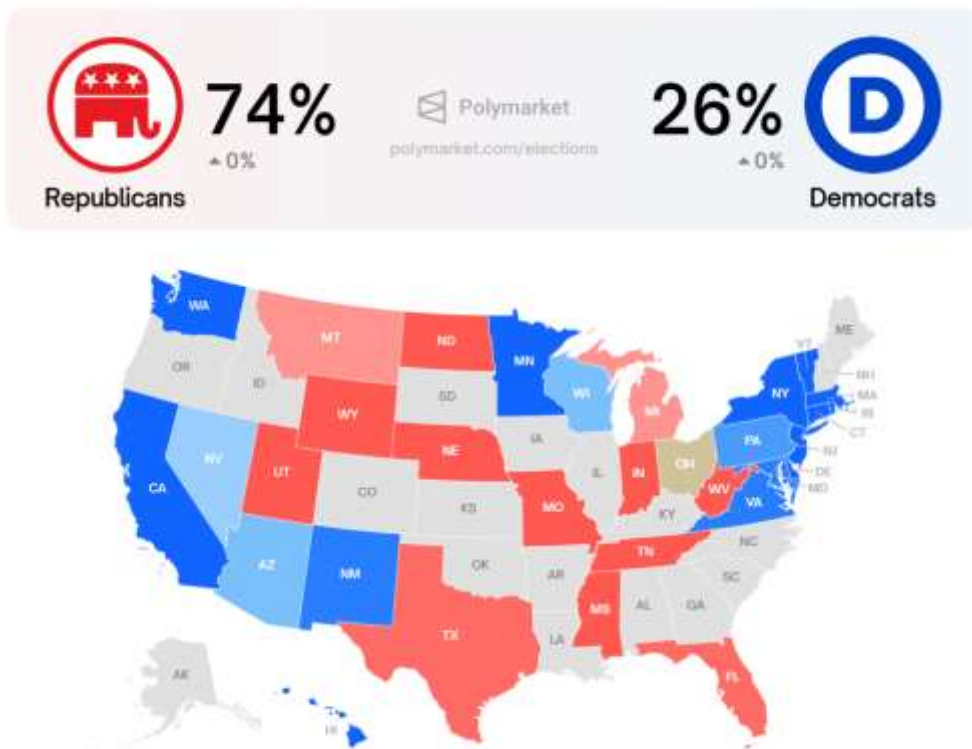 74%
0%
Republicans
Polymarket
polymarket.com/elections
26%
0%
Democrats
WA
MT
ND
MN
OR
ID
SD
WI
MI
ME
VT
NH
NY
MA
RI
CT
WY
NE
IA
PA
NJ
NV
UT
CO
IL
IN
OH
WV
DE
MD
CA
KS
MO
KY
VA
AZ
NM
OK
AR
TN
NC
SC
MS
AL
GA
TX
LA
FL
AK
HI